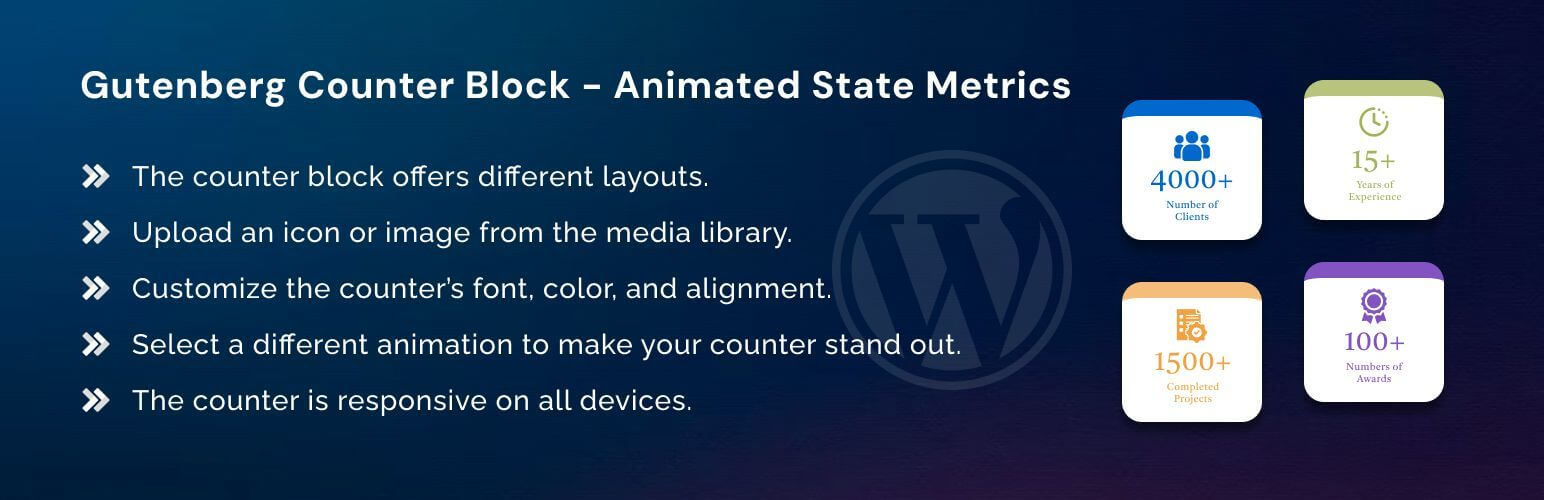 Gutenberg Counter Block – Animated State Metrics
The counter block offers different layouts.
Upload an icon or image from the media library.
Customize the counter’s font, color, and alignment.
Select a different animation to make your counter stand out.
The counter is responsive on all devices.
4000+
Number of
Clients
15+
Years of
Experience
1500+
Completed
Projects
100+
Numbers of
Awards